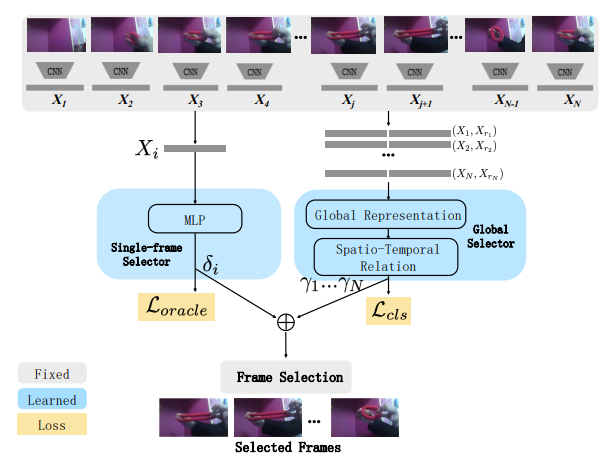 CNN CNN CNN CNN CNN CNN CNN CNN
X1 X2 X3 X4 ... Xj Xj+1 ... XN-1 XN
Xi
(X1, Xr1)
(X2, Xr2)
...
(XN, XrN)
MLP
Single-frame
Selector
δi
Loracle
Global Representation
Spatio-Temporal
Relation
Global
Selector
γ1...γN
Lcls
Frame Selection
...
Selected Frames
Fixed
Learned
Loss